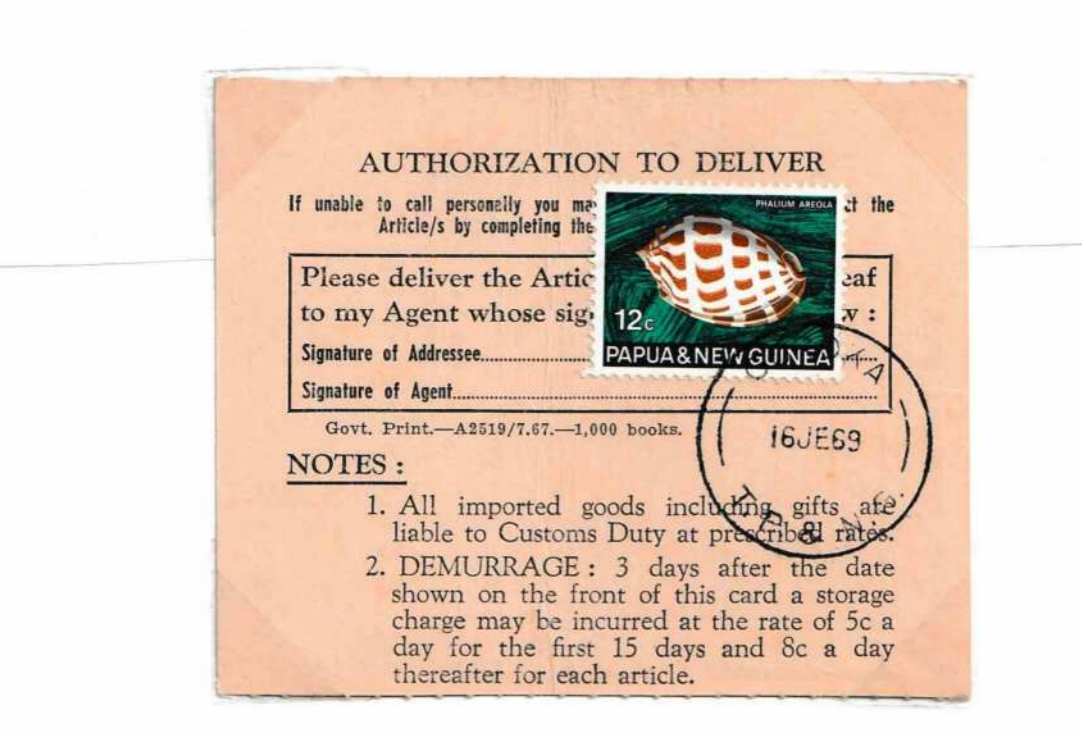 AUTHORIZATION TO DELIVER
If unable to call personally you ct the
Article/s by completing the
PHALIUM AREOLA
12c
PAPUA & NEW GUINEA
Please deliver the eaf
to my Agent whose :
Signature of Addressee
Signature of Agent
Govt. Print.—A2519/7.67.—1,000 books.
16JE69
T.P. & N.G.
NOTES :
1. All imported goods including gifts are
liable to Customs Duty at prescribed rates.
2. DEMURRAGE : 3 days after the date
shown on the front of this card a storage
charge may be incurred at the rate of 5c a
day for the first 15 days and 8c a day
thereafter for each article.